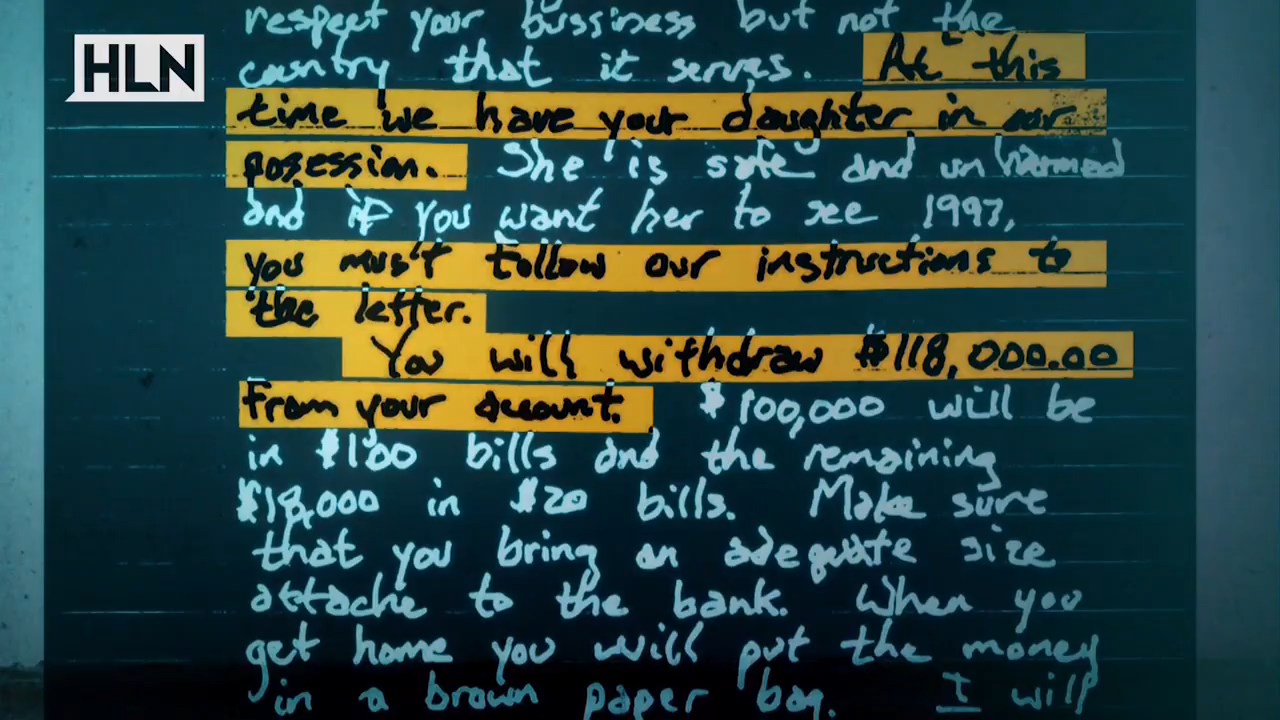 HLN
respect your bussiness but not the
country that it serves. At this
time we have your daughter in our
posession. She is safe and un harmed
and if you want her to see 1997,
you must follow our instructions to
the letter.
You will withdraw $118,000.00
from your account. $100,000 will be
in $100 bills and the remaining
$18,000 in $20 bills. Make sure
that you bring an adequate size
attache to the bank. When you
get home you will put the money
in a brown paper bag. I will